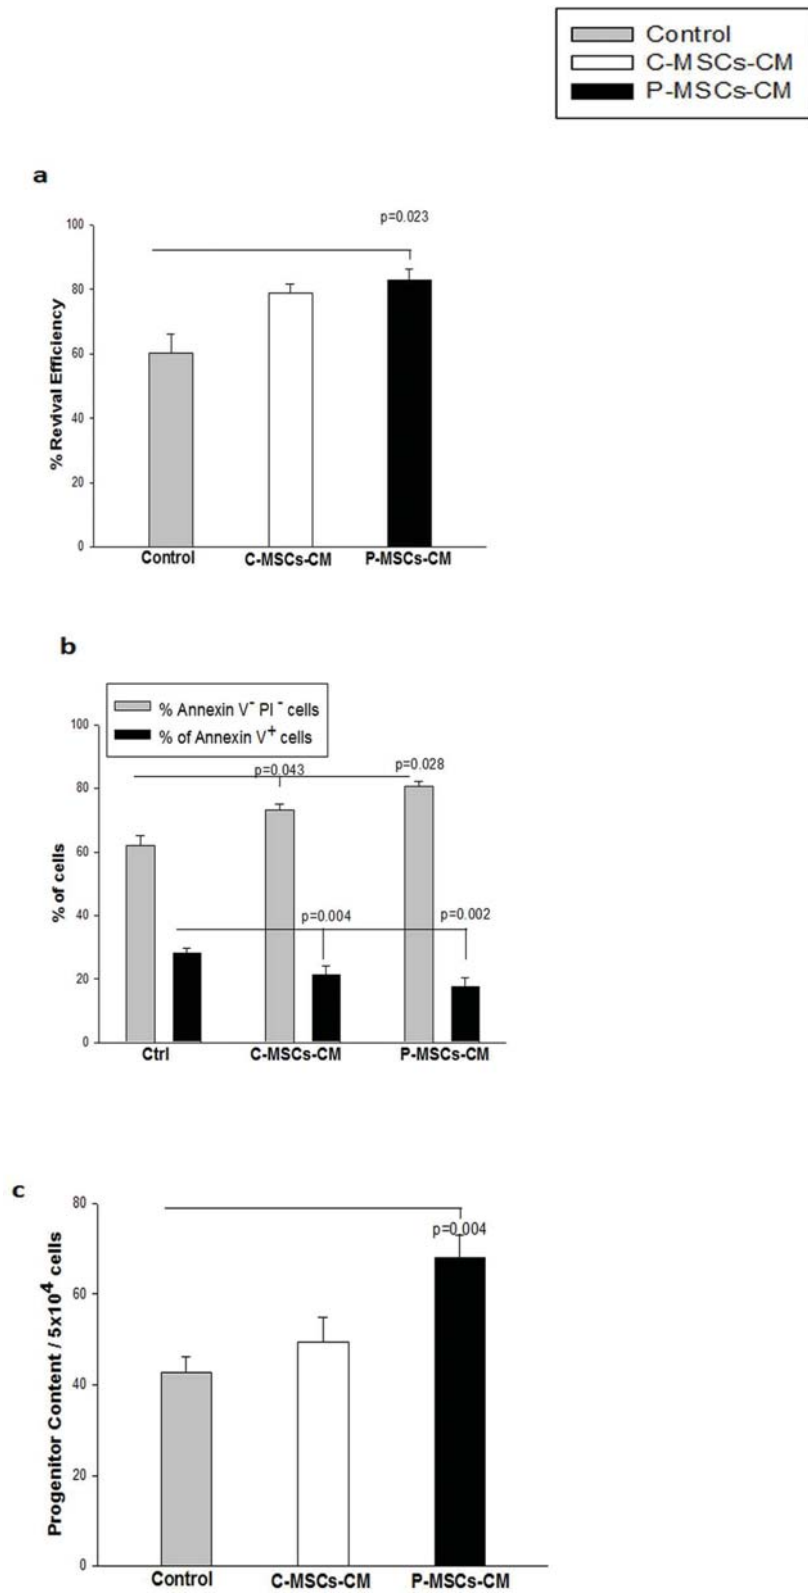 Control
C-MSCs-CM
P-MSCs-CM
a
p=0.023
100
80
60
40
20
0
% Revival Efficiency
Control C-MSCs-CM P-MSCs-CM
b
% Annexin V⁻ PI⁻ cells
% of Annexin V⁺ cells
100
80
60
40
20
0
% of cells
p=0.043 p=0.028
p=0.004 p=0.002
Ctrl C-MSCs-CM P-MSCs-CM
c
80
60
40
20
0
Progenitor Content / 5x10⁴ cells
p=0.004
Control C-MSCs-CM P-MSCs-CM